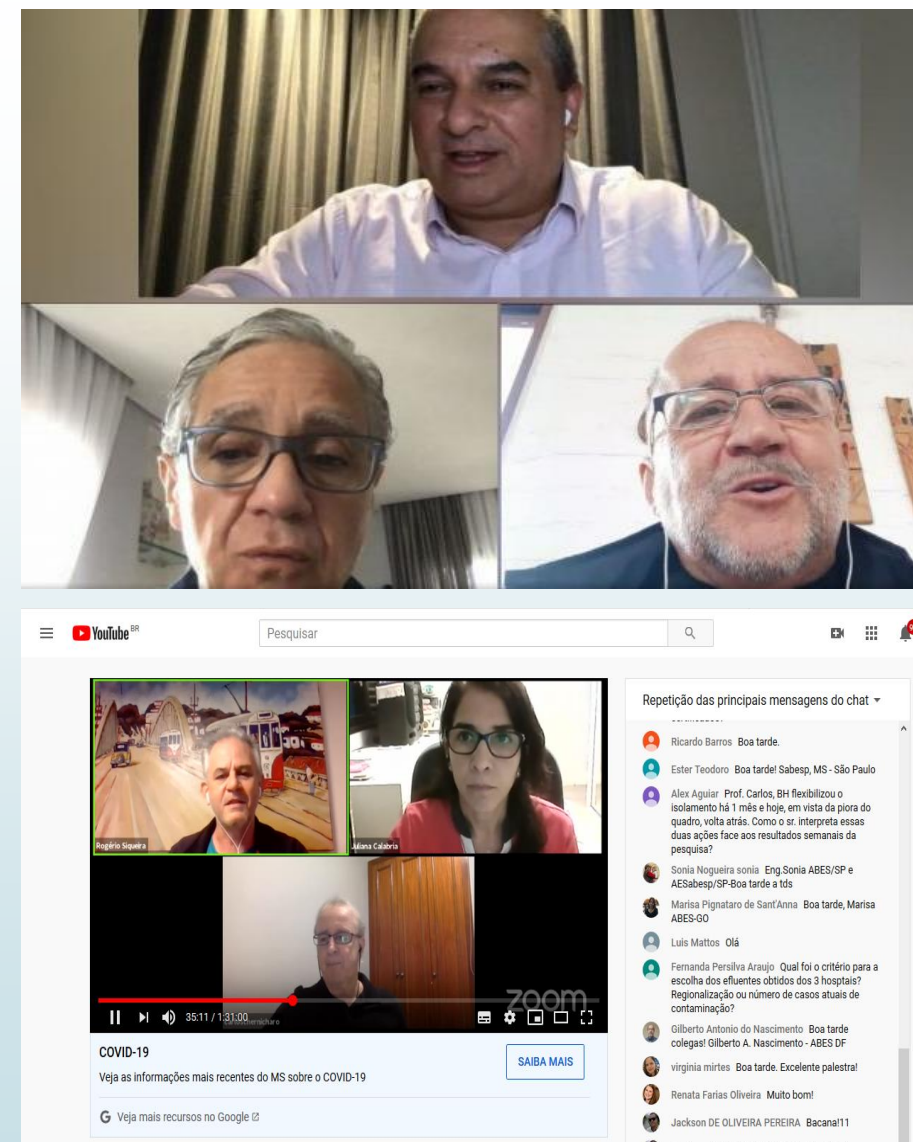 YouTube BR
Pesquisar
9
Rogério Siqueira
Juliana Calabria
zoom
35:11 / 1:31:00
COVID-19
Veja as informações mais recentes do MS sobre o COVID-19
SAIBA MAIS
G Veja mais recursos no Google
Repetição das principais mensagens do chat
Ricardo Barros Boa tarde.
Ester Teodoro Boa tarde! Sabesp, MS - São Paulo
Alex Aguiar Prof. Carlos, BH flexibilizou o
isolamento há 1 mês e hoje, em vista da piora do
quadro, volta atrás. Como o sr. interpreta essas
duas ações face aos resultados semanais da
pesquisa?
Sonia Nogueira sonia Eng.Sonia ABES/SP e
AESabesp/SP-Boa tarde a tds
Marisa Pignataro de Sant'Anna Boa tarde, Marisa
ABES-GO
Luis Mattos Olá
Fernanda Persilva Araujo Qual foi o critério para a
escolha dos efluentes obtidos dos 3 hosptais?
Regionalização ou número de casos atuais de
contaminação?
Gilberto Antonio do Nascimento Boa tarde
colegas! Gilberto A. Nascimento - ABES DF
virginia mirtes Boa tarde. Excelente palestra!
Renata Farias Oliveira Muito bom!
Jackson DE OLIVEIRA PEREIRA Bacana!11